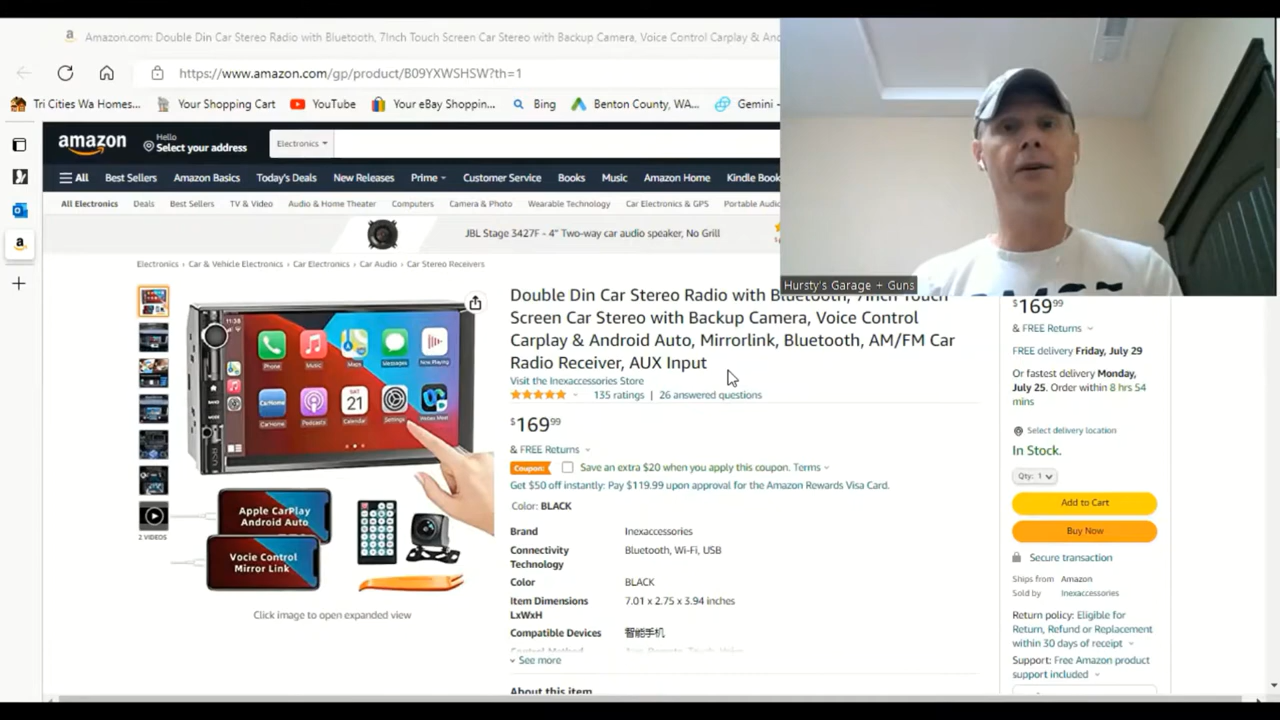 Amazon.com: Double Din Car Stereo Radio with Bluetooth, 7Inch Touch Screen Car Stereo with Backup Camera, Voice Control Carplay & And
https://www.amazon.com/gp/product/B09YXWSHSW?th=1
Tri Cities Wa Homes... Your Shopping Cart YouTube Your eBay Shoppin... Bing Benton County, WA... Gemini -
amazon
Hello
Select your address
Electronics
All Best Sellers Amazon Basics Today's Deals New Releases Prime Customer Service Books Music Amazon Home Kindle Book
All Electronics Deals Best Sellers TV & Video Audio & Home Theater Computers Camera & Photo Wearable Technology Car Electronics & GPS Portable Audio
JBL Stage 3427F - 4" Two-way car audio speaker, No Grill
Hursty's Garage + Guns
Electronics › Car & Vehicle Electronics › Car Electronics › Car Audio › Car Stereo Receivers
Double Din Car Stereo Radio with Bluetooth, 7Inch Touch
Screen Car Stereo with Backup Camera, Voice Control
Carplay & Android Auto, Mirrorlink, Bluetooth, AM/FM Car
Radio Receiver, AUX Input
Visit the Inexaccessories Store
135 ratings | 26 answered questions
$169.99
& FREE Returns
Coupon: Save an extra $20 when you apply this coupon. Terms
Get $50 off instantly: Pay $119.99 upon approval for the Amazon Rewards Visa Card.
Color: BLACK
Brand Inexaccessories
Connectivity Bluetooth, Wi-Fi, USB
Technology
Color BLACK
Item Dimensions 7.01 x 2.75 x 3.94 inches
LxWxH
Compatible Devices 智能手机
See more
About this item
Phone Music Maps Messages Now Playing
CarHome Podcasts Calendar Settings
SAT
21
Apple CarPlay
Android Auto
Vocie Control
Mirror Link
2 VIDEOS
Click image to open expanded view
$169.99
& FREE Returns
FREE delivery Friday, July 29
Or fastest delivery Monday,
July 25. Order within 8 hrs 54
mins
Select delivery location
In Stock.
Qty: 1
Add to Cart
Buy Now
Secure transaction
Ships from Amazon
Sold by Inexaccessories
Return policy: Eligible for
Return, Refund or Replacement
within 30 days of receipt
Support: Free Amazon product
support included